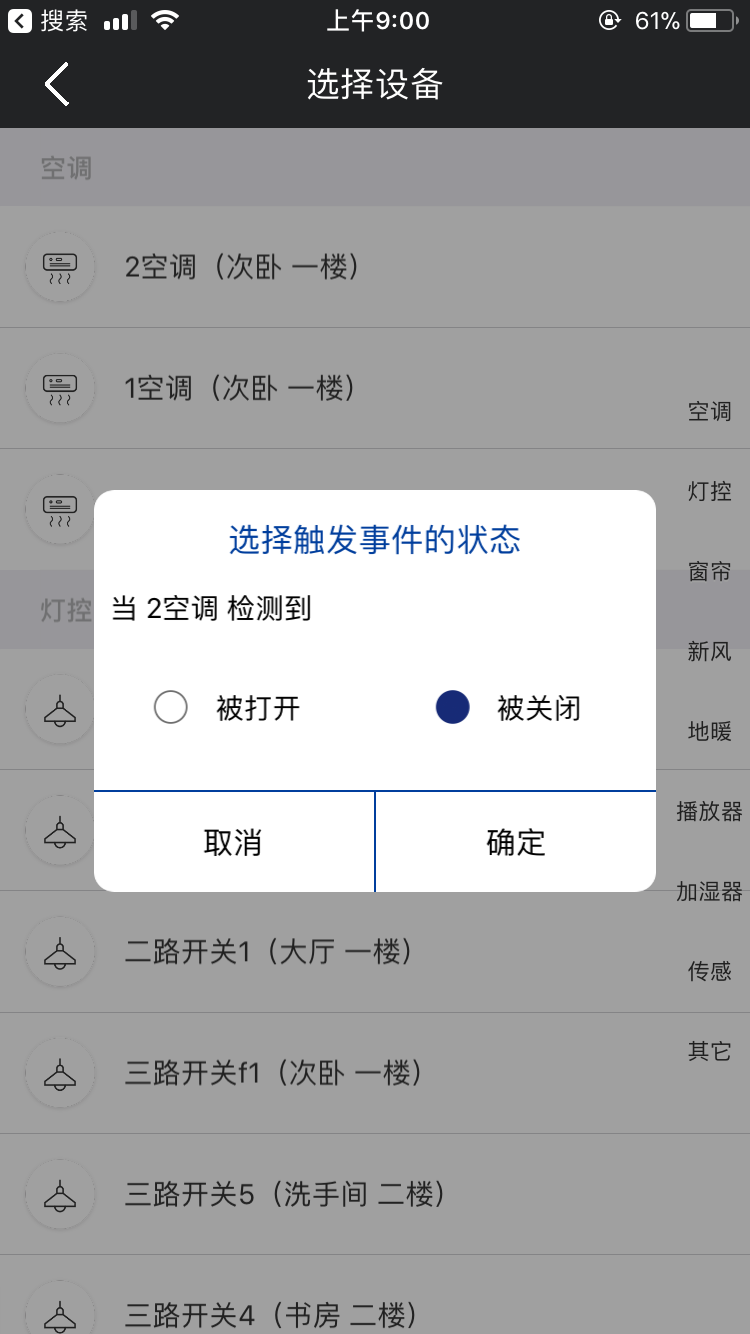 搜索 上午9:00 61%
选择设备
空调
2空调（次卧 一楼）
1空调（次卧 一楼）
空调
灯控
选择触发事件的状态
窗帘
当 2空调 检测到
灯控
新风
被打开 被关闭
地暖
播放器
取消 确定
加湿器
二路开关1（大厅 一楼）
传感
其它
三路开关f1（次卧 一楼）
三路开关5（洗手间 二楼）
三路开关4（书房 二楼）